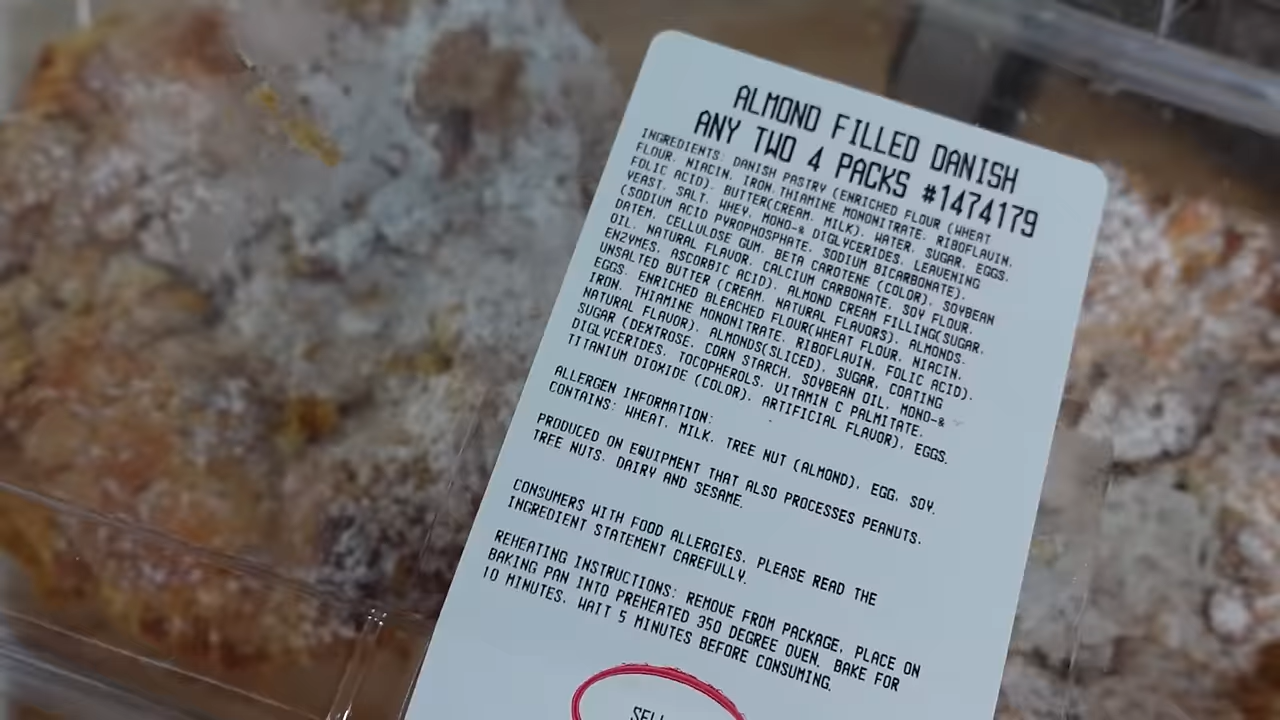 ALMOND FILLED DANISH
ANY TWO 4 PACKS #1474179
INGREDIENTS: DANISH PASTRY (ENRICHED FLOUR (WHEAT
FLOUR, NIACIN, IRON, THIAMINE MONONITRATE, RIBOFLAVIN,
FOLIC ACID), BUTTER(CREAM, MILK), WATER, SUGAR, EGGS,
YEAST, SALT, WHEY, MONO-& DIGLYCERIDES, LEAVENING
(SODIUM ACID PYROPHOSPHATE, SODIUM BICARBONATE),
DATEM, CELLULOSE GUM, BETA CAROTENE (COLOR), SOYBEAN
OIL, NATURAL FLAVOR, CALCIUM CARBONATE, SOY FLOUR,
ENZYMES, ASCORBIC ACID), ALMOND CREAM FILLING(SUGAR,
UNSALTED BUTTER (CREAM, NATURAL FLAVORS), ALMONDS,
EGGS, ENRICHED BLEACHED FLOUR(WHEAT FLOUR, NIACIN,
IRON, THIAMINE MONONITRATE, RIBOFLAVIN, FOLIC ACID),
NATURAL FLAVOR), ALMONDS(SLICED), SUGAR, COATING
SUGAR (DEXTROSE, CORN STARCH, SOYBEAN OIL, MONO-&
DIGLYCERIDES, TOCOPHEROLS, VITAMIN C PALMITATE,
TITANIUM DIOXIDE (COLOR), ARTIFICIAL FLAVOR), EGGS.
ALLERGEN INFORMATION:
CONTAINS: WHEAT, MILK, TREE NUT (ALMOND), EGG, SOY.
PRODUCED ON EQUIPMENT THAT ALSO PROCESSES PEANUTS,
TREE NUTS, DAIRY AND SESAME.
CONSUMERS WITH FOOD ALLERGIES, PLEASE READ THE
INGREDIENT STATEMENT CAREFULLY.
REHEATING INSTRUCTIONS: REMOVE FROM PACKAGE, PLACE ON
BAKING PAN INTO PREHEATED 350 DEGREE OVEN, BAKE FOR
10 MINUTES, WAIT 5 MINUTES BEFORE CONSUMING.
SELL